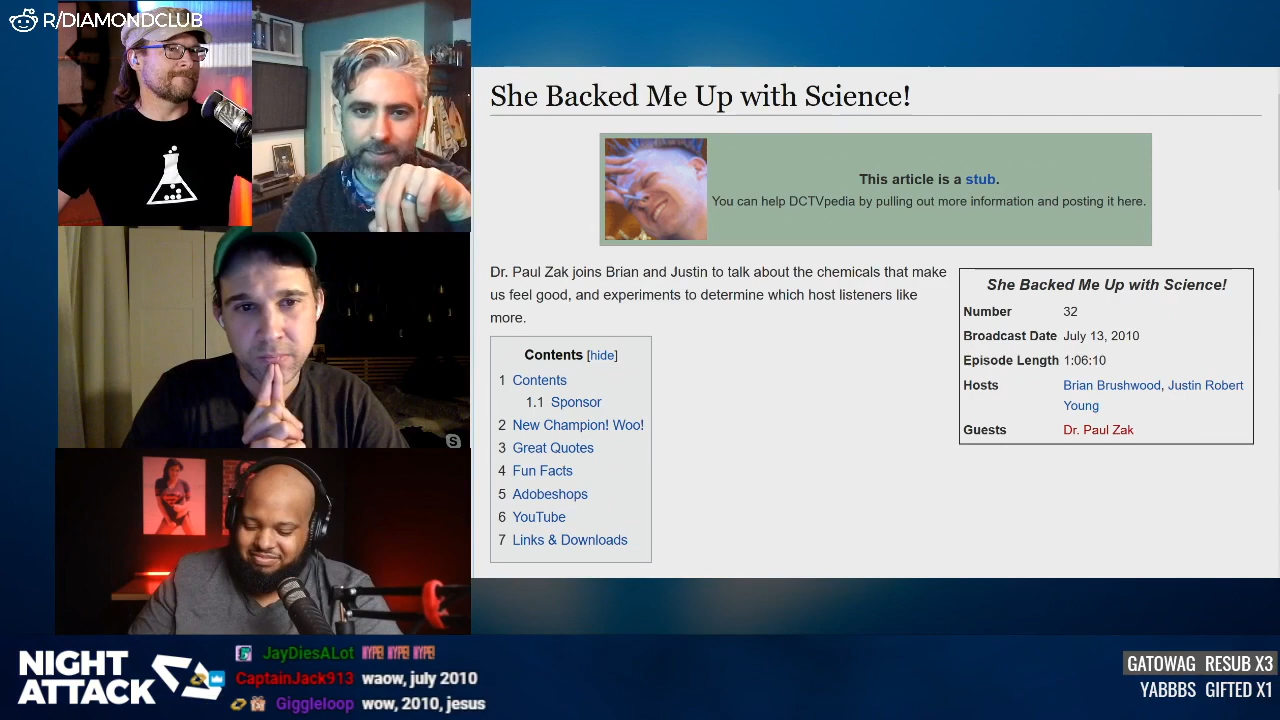 R/DIAMONDCLUB
She Backed Me Up with Science!
This article is a stub.
You can help DCTVpedia by pulling out more information and posting it here.
Dr. Paul Zak joins Brian and Justin to talk about the chemicals that make
us feel good, and experiments to determine which host listeners like
more.
She Backed Me Up with Science!
Number 32
Broadcast Date July 13, 2010
Episode Length 1:06:10
Hosts Brian Brushwood, Justin Robert
Young
Guests Dr. Paul Zak
Contents [hide]
1 Contents
1.1 Sponsor
2 New Champion! Woo!
3 Great Quotes
4 Fun Facts
5 Adobeshops
6 YouTube
7 Links & Downloads
NIGHT
ATTACK
JayDiesALot HYPE! HYPE! HYPE!
CaptainJack913 waow, july 2010
Giggleloop wow, 2010, jesus
GATOWAG RESUB X3
YABBBS GIFTED X1